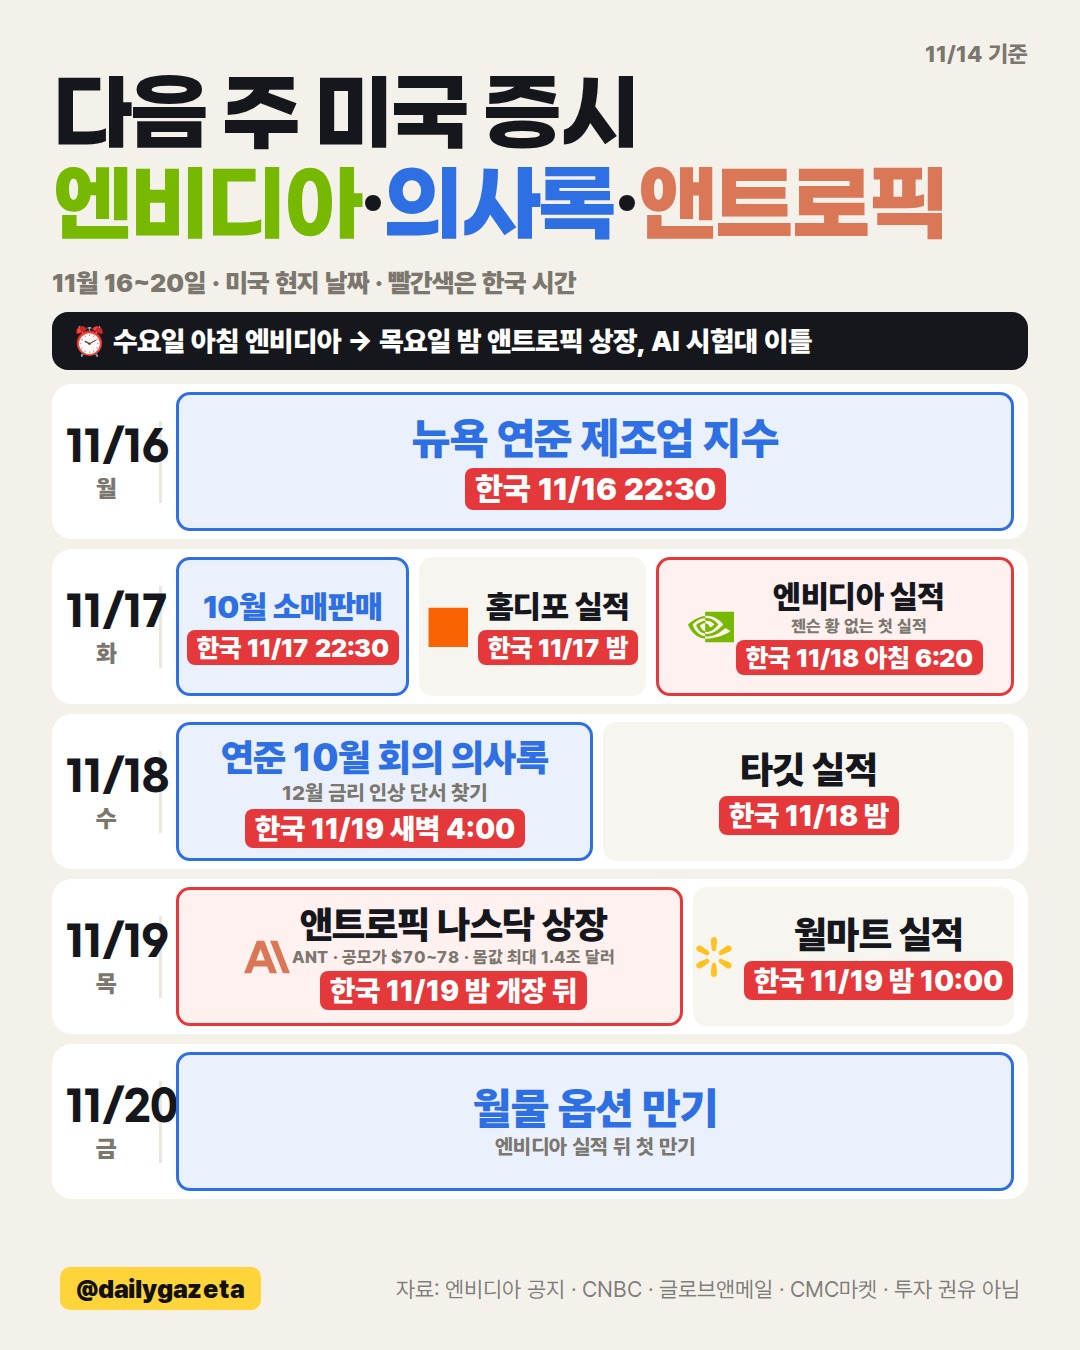 11/14 기준
다음 주 미국 증시
엔비디아·의사록·앤트로픽
11월 16~20일 · 미국 현지 날짜 · 빨간색은 한국 시간
⏰ 수요일 아침 엔비디아 → 목요일 밤 앤트로픽 상장, AI 시험대 이틀
11/16
월
뉴욕 연준 제조업 지수
한국 11/16 22:30
11/17
화
10월 소매판매
한국 11/17 22:30
홈디포 실적
한국 11/17 밤
엔비디아 실적
젠슨 황 없는 첫 실적
한국 11/18 아침 6:20
11/18
수
연준 10월 회의 의사록
12월 금리 인상 단서 찾기
한국 11/19 새벽 4:00
타깃 실적
한국 11/18 밤
11/19
목
앤트로픽 나스닥 상장
ANT · 공모가 $70~78 · 몸값 최대 1.4조 달러
한국 11/19 밤 개장 뒤
월마트 실적
한국 11/19 밤 10:00
11/20
금
월물 옵션 만기
엔비디아 실적 뒤 첫 만기
@dailygazeta
자료: 엔비디아 공지 · CNBC · 글로브앤메일 · CMC마켓 · 투자 권유 아님